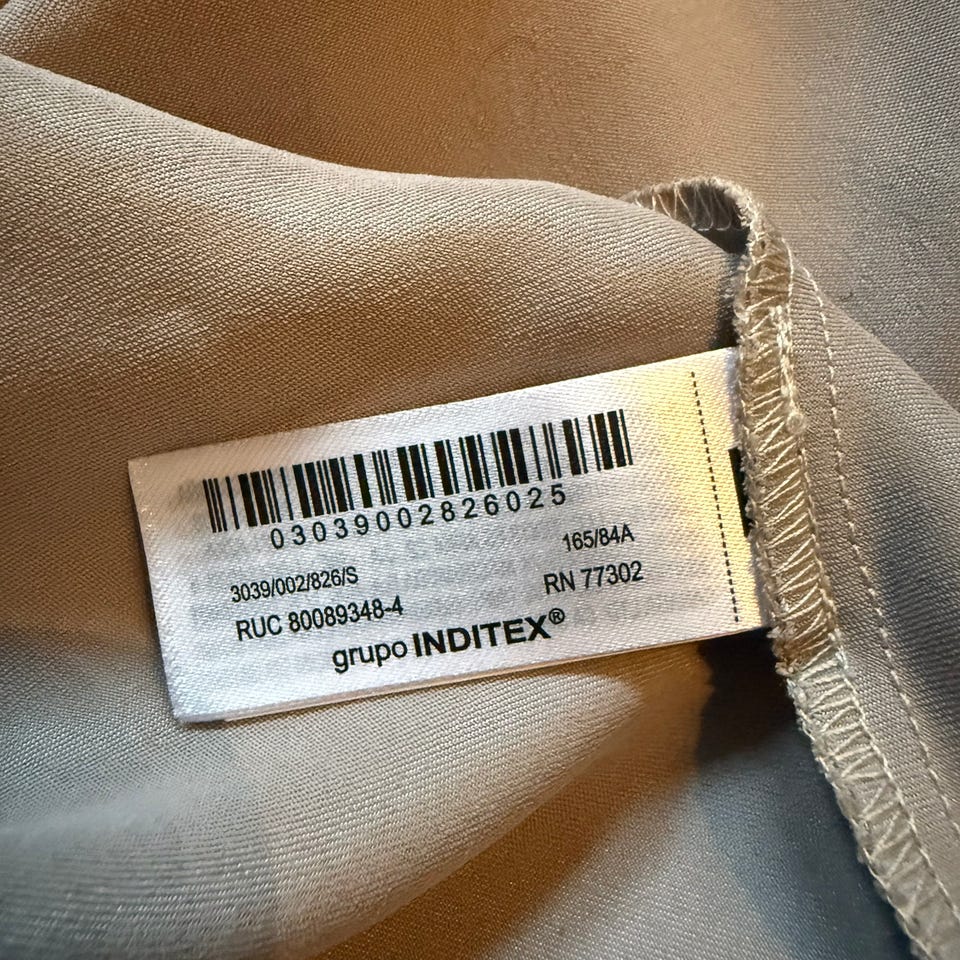 03039002826025
165/84A
3039/002/826/S
RN 77302
RUC 80089348-4
grupo INDITEX®